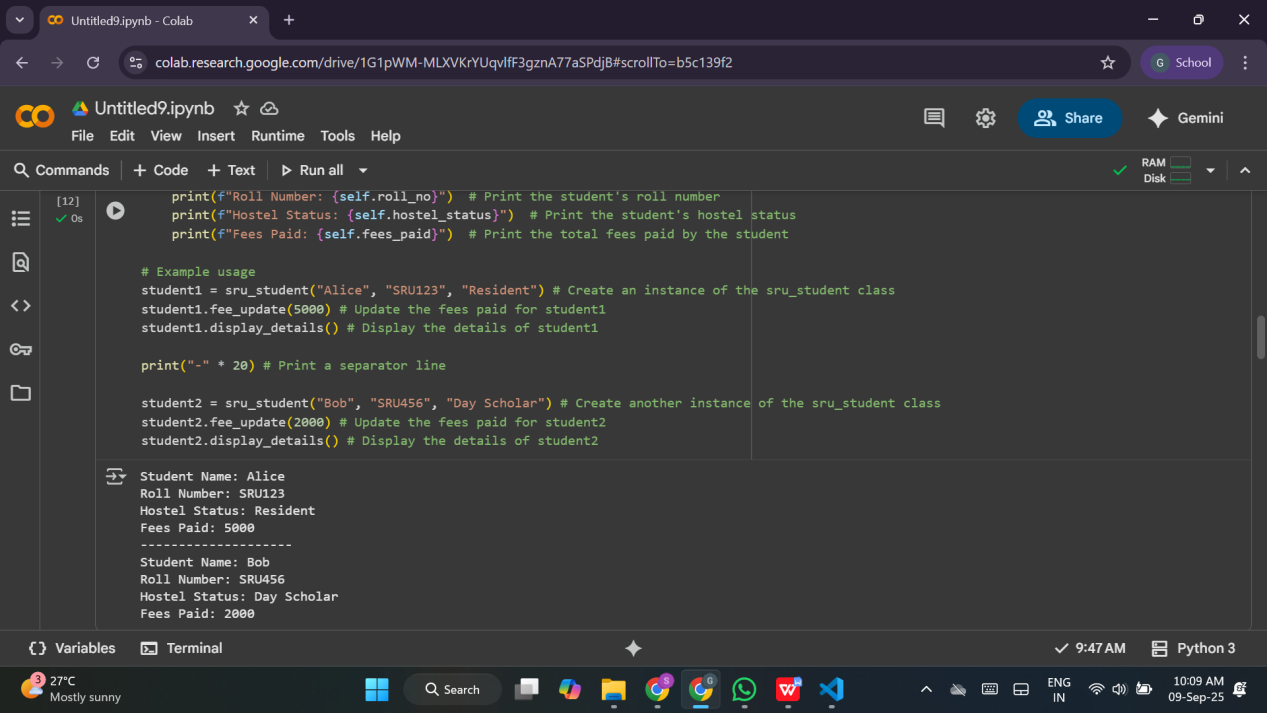 Untitled9.ipynb - Colab
colab.research.google.com/drive/1G1pWM-MLXVKrYUqvlfF3gznA77aSPdjB#scrollTo=b5c139f2
G School
Untitled9.ipynb
File Edit View Insert Runtime Tools Help
Share
Gemini
Commands + Code + Text Run all
RAM
Disk
[12]
0s
print(f"Roll Number: {self.roll_no}")  # Print the student's roll number
print(f"Hostel Status: {self.hostel_status}")  # Print the student's hostel status
print(f"Fees Paid: {self.fees_paid}")  # Print the total fees paid by the student
# Example usage
student1 = sru_student("Alice", "SRU123", "Resident") # Create an instance of the sru_student class
student1.fee_update(5000) # Update the fees paid for student1
student1.display_details() # Display the details of student1
print("-" * 20) # Print a separator line
student2 = sru_student("Bob", "SRU456", "Day Scholar") # Create another instance of the sru_student class
student2.fee_update(2000) # Update the fees paid for student2
student2.display_details() # Display the details of student2
Student Name: Alice
Roll Number: SRU123
Hostel Status: Resident
Fees Paid: 5000
--------------------
Student Name: Bob
Roll Number: SRU456
Hostel Status: Day Scholar
Fees Paid: 2000
{} Variables Terminal
9:47 AM Python 3
3
27°C
Mostly sunny
Search
S
G
W
ENG
IN
10:09 AM
09-Sep-25